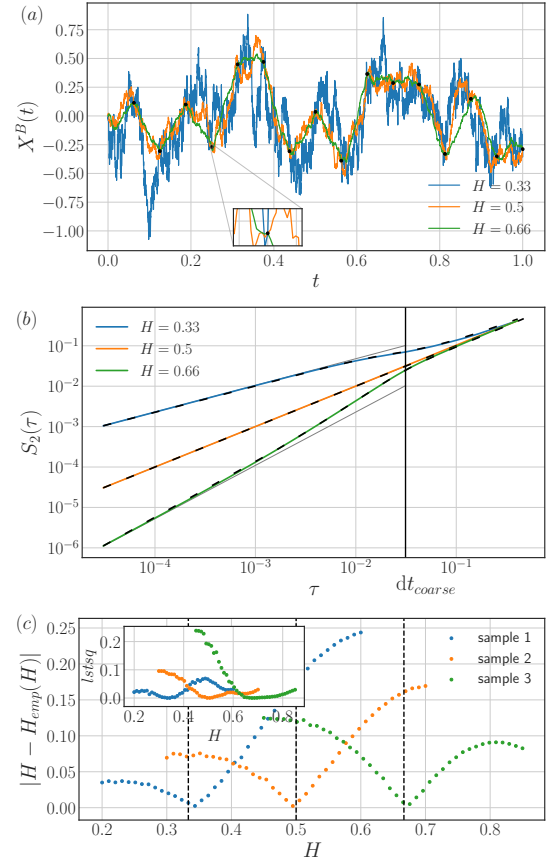 (a)
0.75
0.50
0.25
0.00
−0.25
−0.50
−0.75
−1.00
X^B(t)
H = 0.33
H = 0.5
H = 0.66
0.0 0.2 0.4 0.6 0.8 1.0
t
(b)
H = 0.33
H = 0.5
H = 0.66
10^{-1}
10^{-2}
10^{-3}
10^{-4}
10^{-5}
10^{-6}
S_2(τ)
10^{-4} 10^{-3} 10^{-2} 10^{-1}
τ dt_{coarse}
(c)
0.25
0.20
0.15
0.10
0.05
0.00
|H − H_{emp}(H)|
0.2
0.1
0.0
lstsq
0.2 0.4 0.6 0.8
H
sample 1
sample 2
sample 3
0.2 0.3 0.4 0.5 0.6 0.7 0.8
H